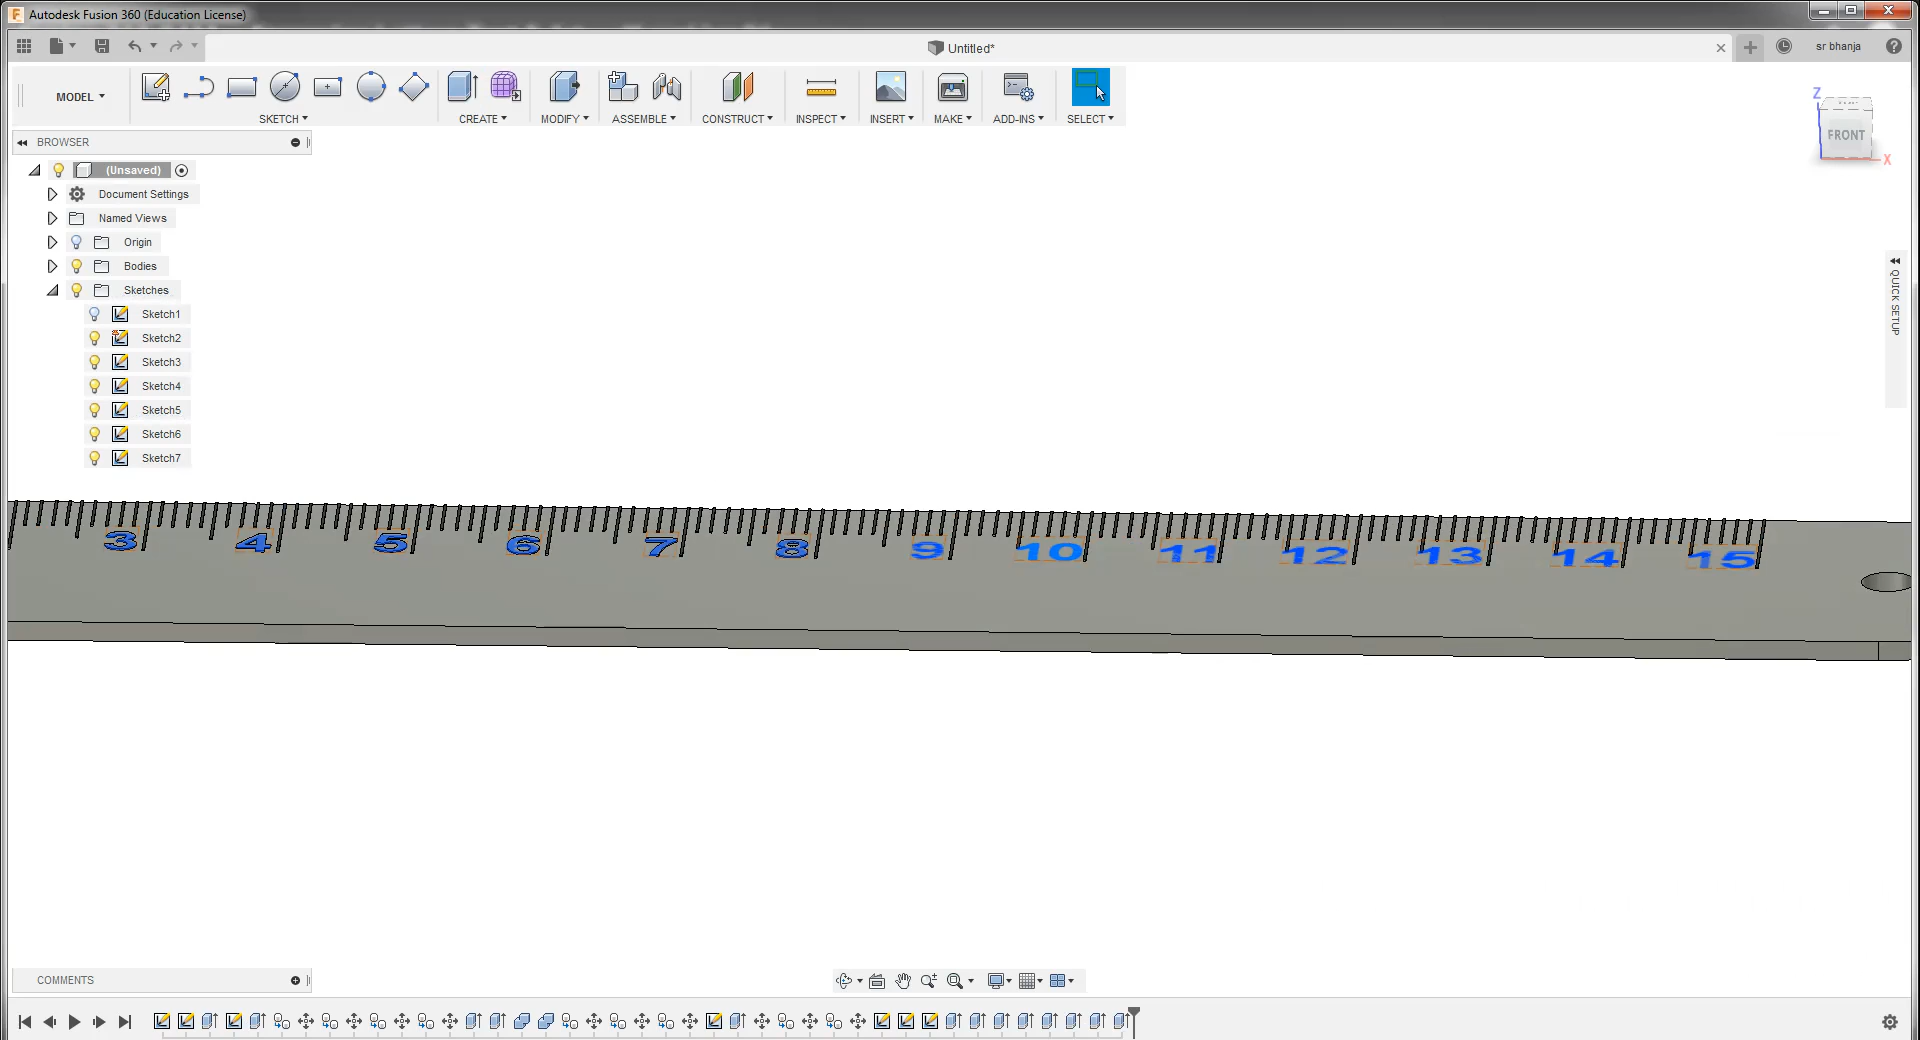 Autodesk Fusion 360 (Education License)
Untitled*
sr bhanja
MODEL
SKETCH
CREATE
MODIFY
ASSEMBLE
CONSTRUCT
INSPECT
INSERT
MAKE
ADD-INS
SELECT
Z
FRONT
X
BROWSER
(Unsaved)
Document Settings
Named Views
Origin
Bodies
Sketches
Sketch1
Sketch2
Sketch3
Sketch4
Sketch5
Sketch6
Sketch7
QUICK SETUP
3 4 5 6 7 8 9 10 11 12 13 14 15
COMMENTS